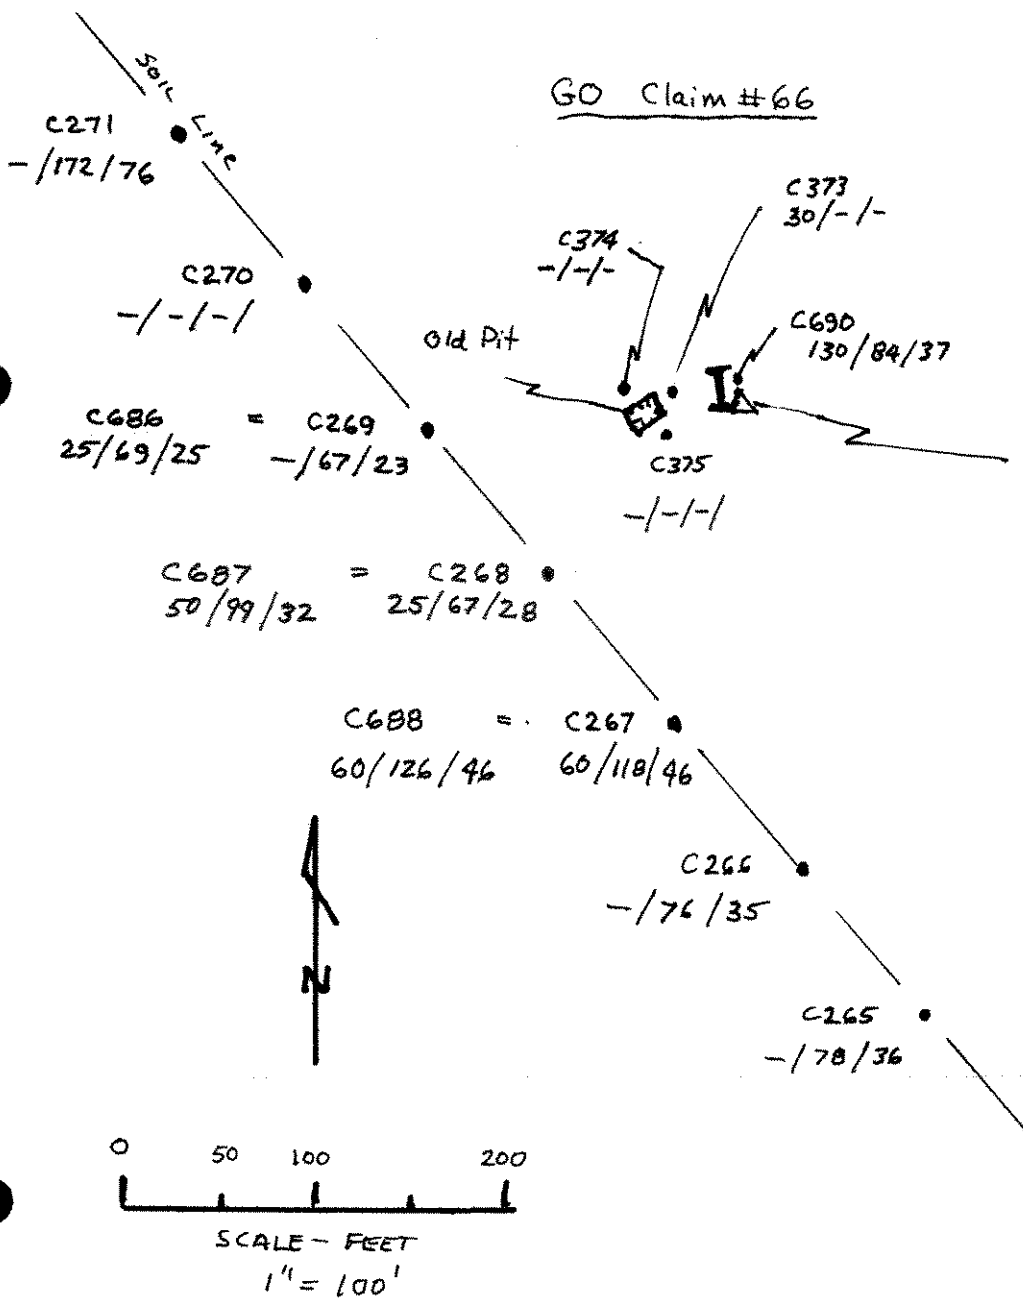 GO Claim #66
Soil Line
C271
-/172/76
C373
30/-/-
C374
-/-/-
C270
-/-/-/
C690
130/84/37
Old Pit
I
C686 = C269
25/69/25 -/67/23
C375
-/-/-/
C687 = C268
50/99/32 25/67/28
C688 = C267
60/126/46 60/118/46
C266
-/76/35
N
C265
-/78/36
0 50 100 200
SCALE - FEET
1" = 100'